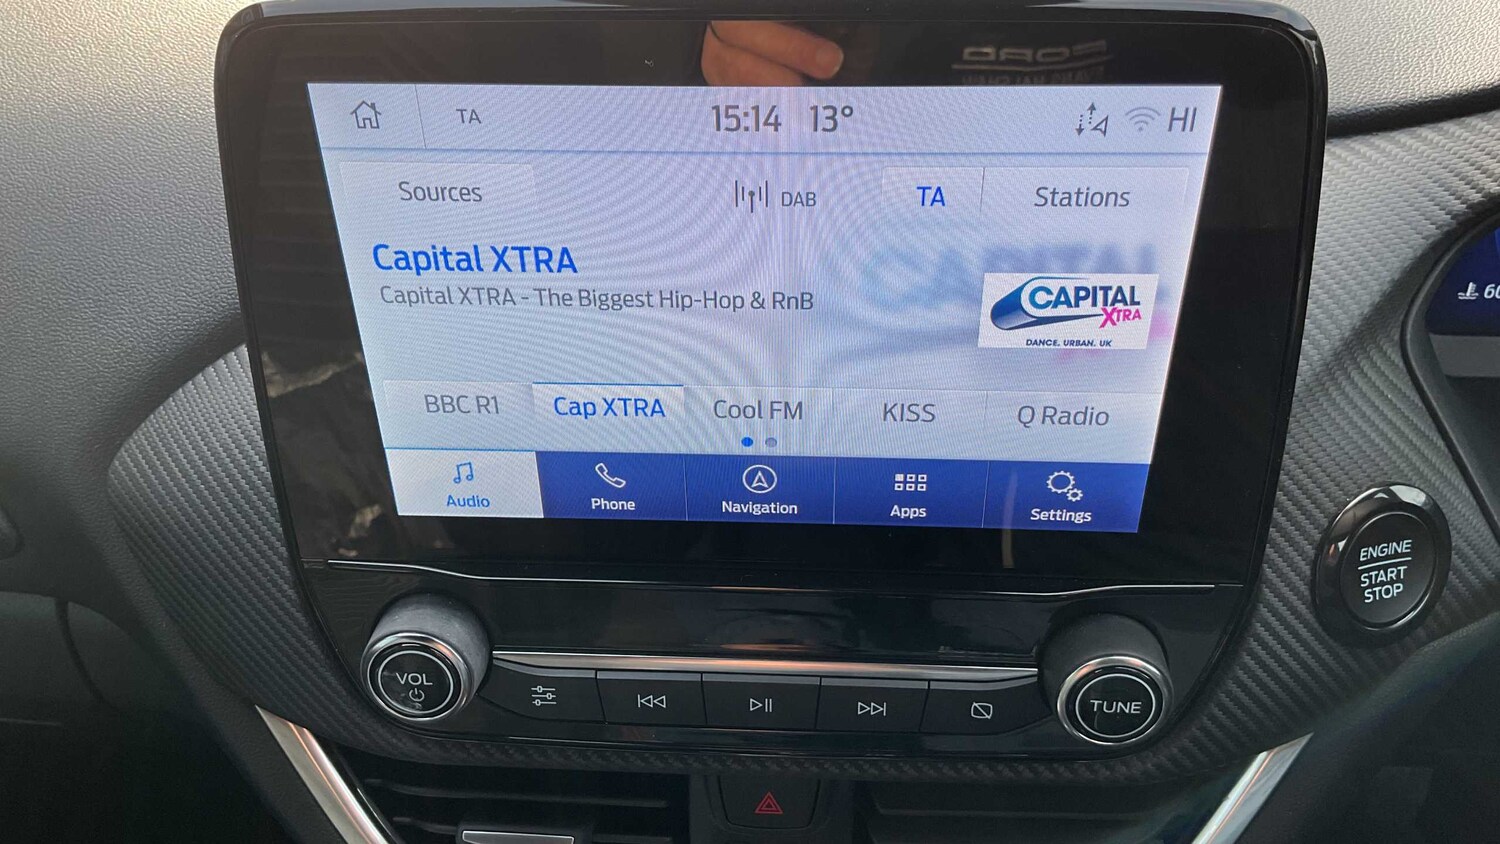 FORD
TA
15:14 13°
HI
Sources
DAB
TA
Stations
Capital XTRA
Capital XTRA - The Biggest Hip-Hop & RnB
CAPITAL
XTRA
DANCE. URBAN. UK
BBC R1
Cap XTRA
Cool FM
KISS
Q Radio
Audio
Phone
Navigation
Apps
Settings
60
ENGINE
START
STOP
VOL
TUNE